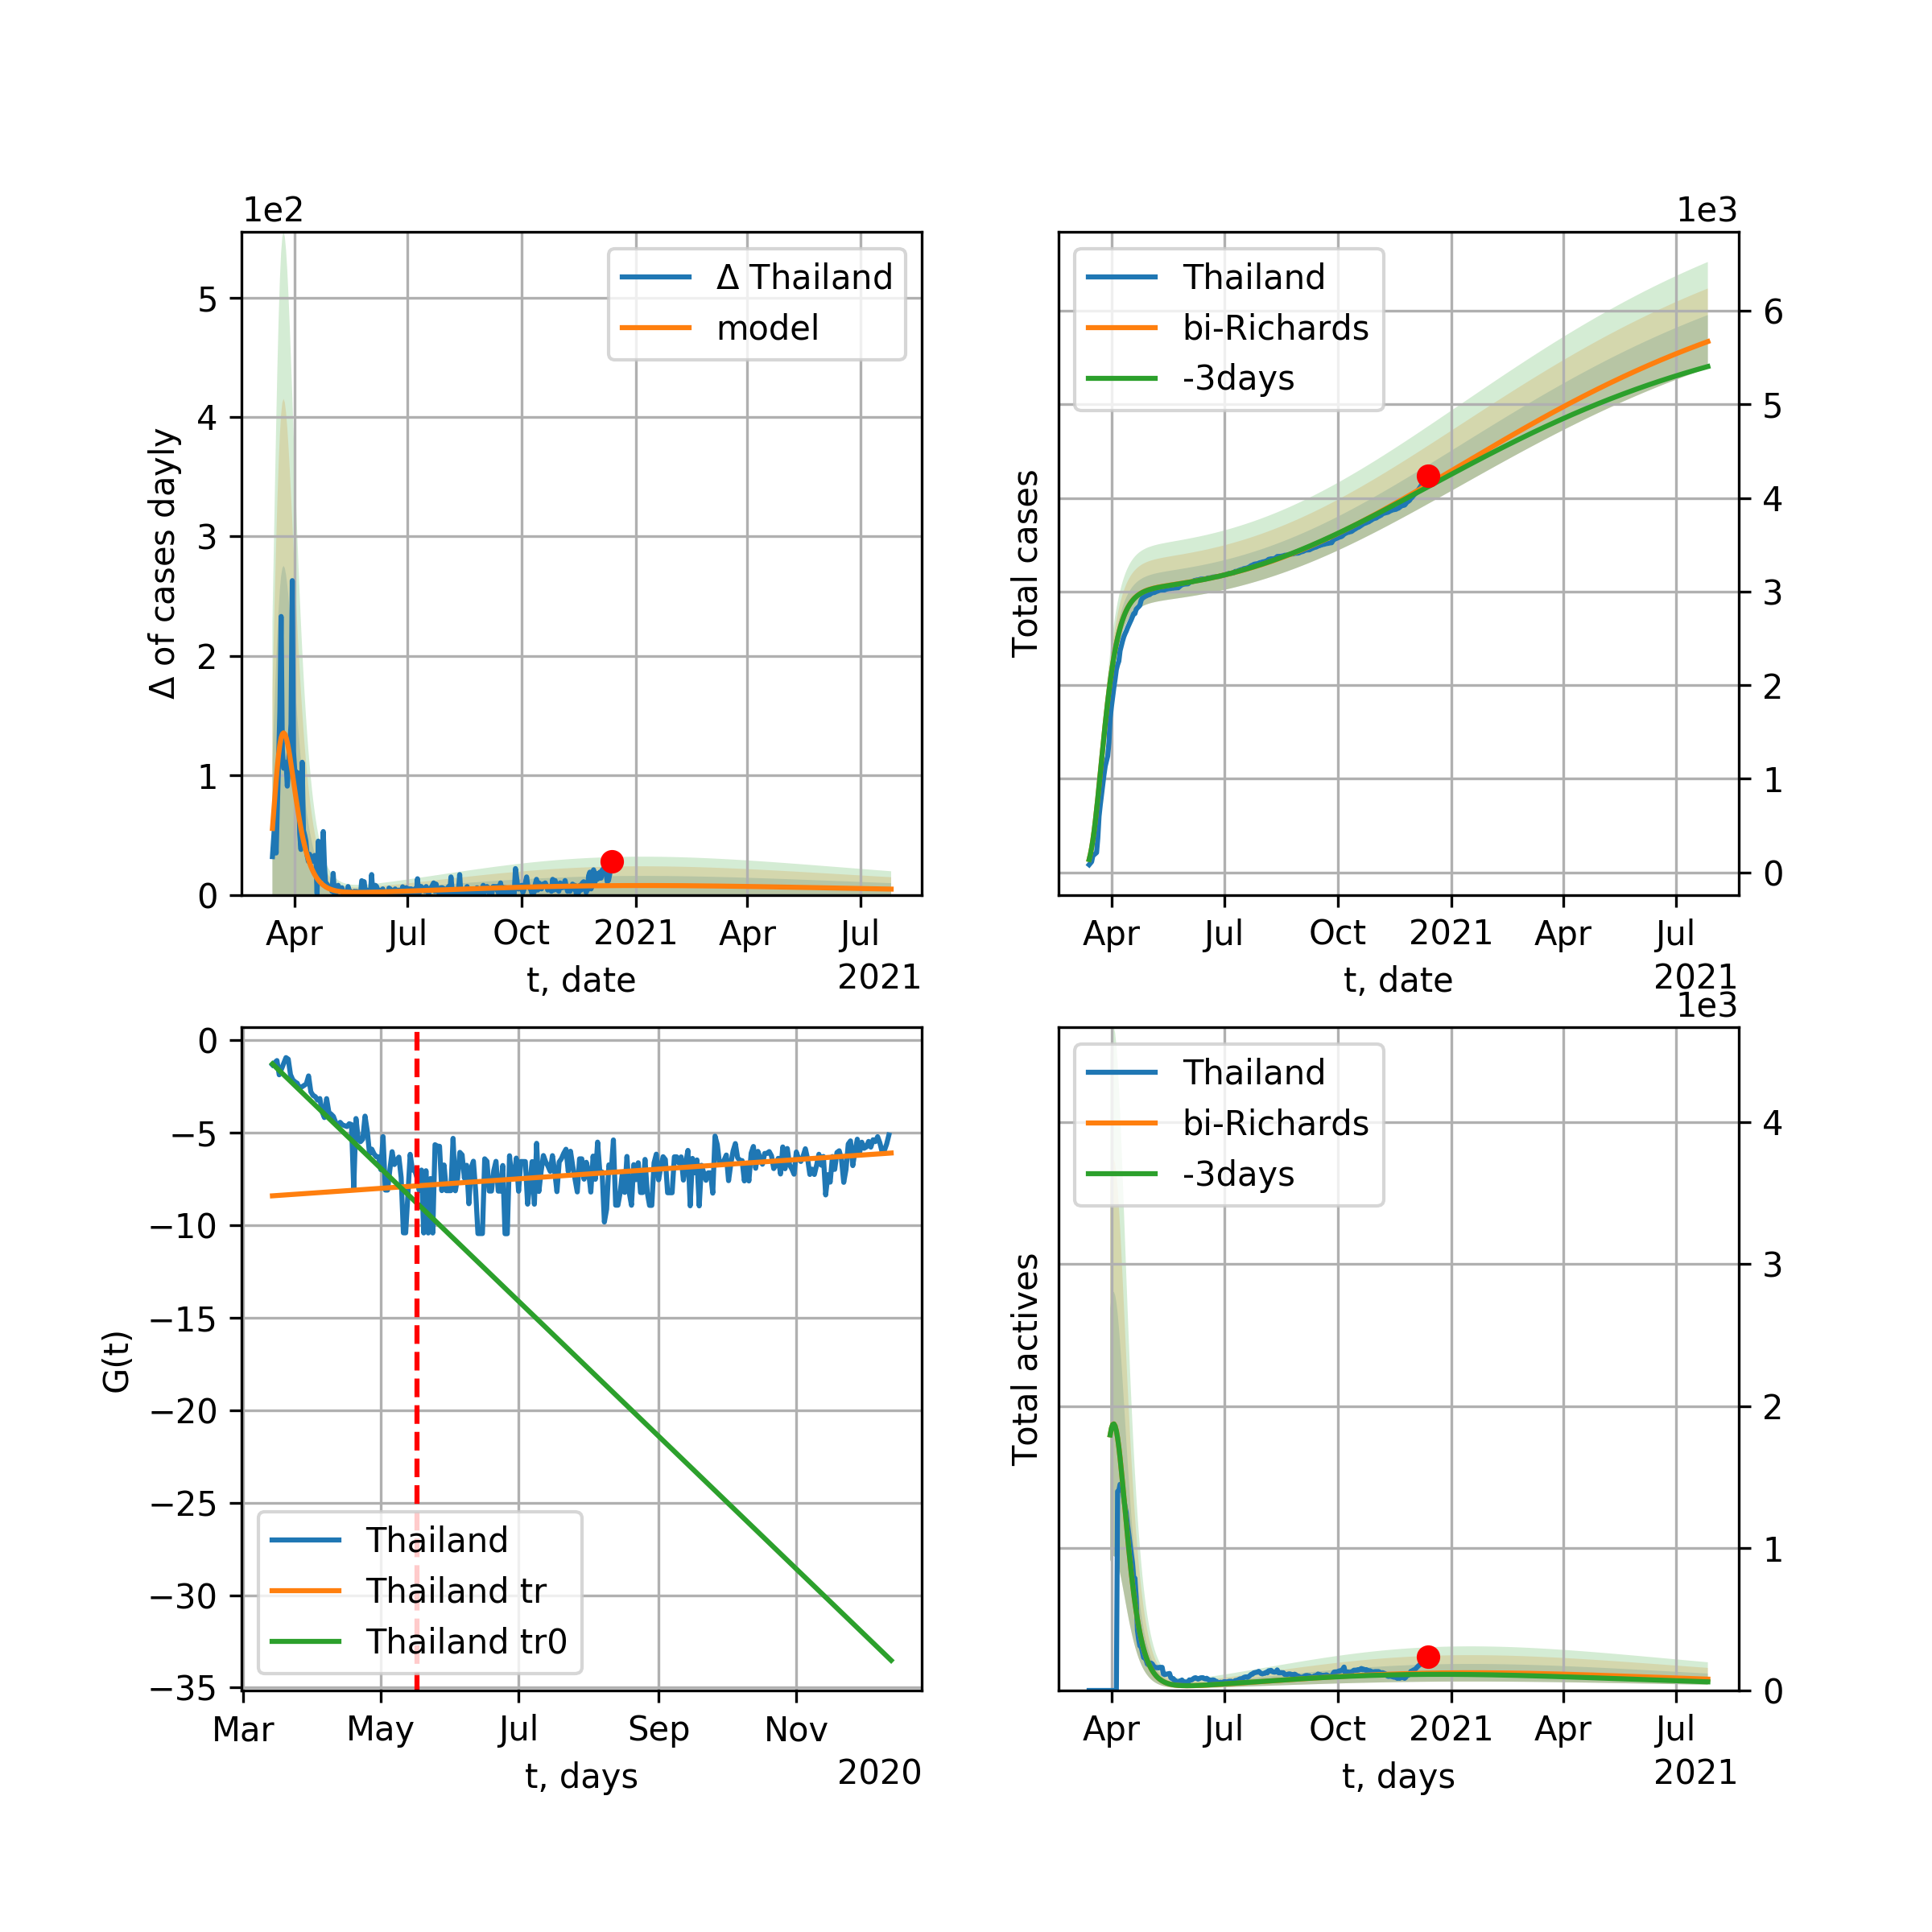 1e2
Δ of cases dayly
5
4
3
2
1
0
Δ Thailand
model
Apr Jul Oct 2021 Apr Jul
t, date 2021
1e3
Total cases
Thailand
bi-Richards
-3days
6
5
4
3
2
1
0
Apr Jul Oct 2021 Apr Jul
t, date 2021
G(t)
0
−5
−10
−15
−20
−25
−30
−35
Thailand
Thailand tr
Thailand tr0
Mar May Jul Sep Nov
t, days 2020
1e3
Total actives
Thailand
bi-Richards
-3days
4
3
2
1
0
Apr Jul Oct 2021 Apr Jul
t, days 2021